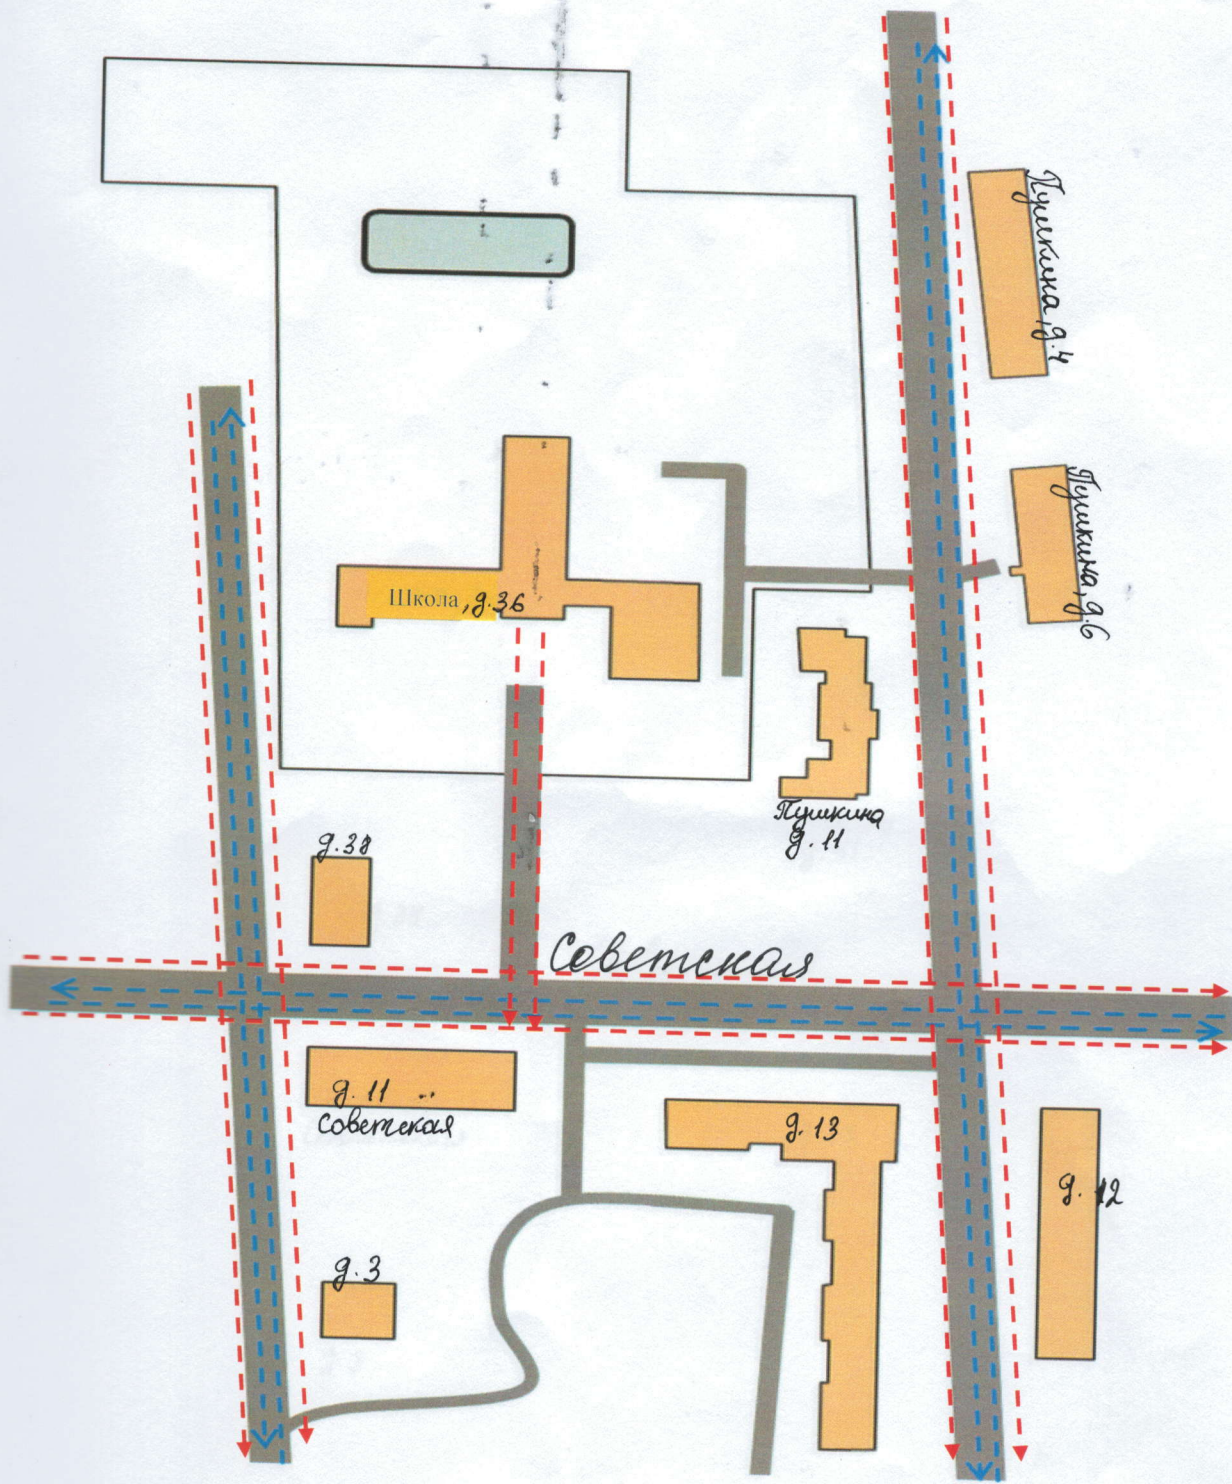 Пушкина, д.4
Пушкина, д.6
Школа, д.36
Пушкина
д. 11
д.38
Советская
д. 11
Советская
д. 13
д. 12
д. 3